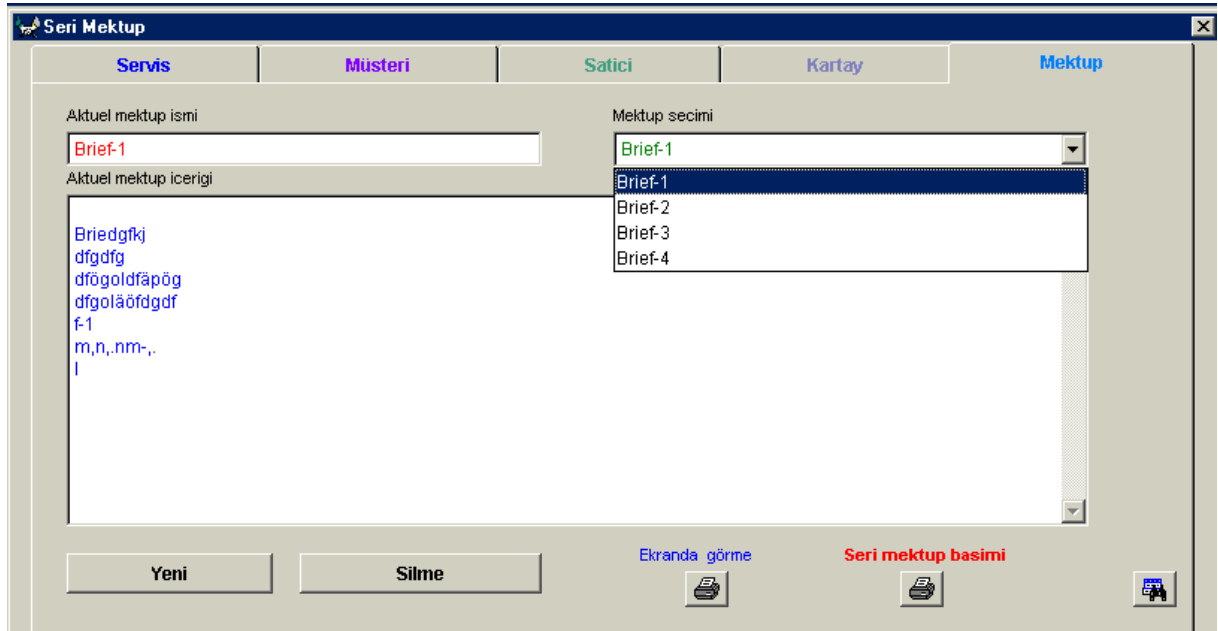 Seri Mektup
Servis Müsteri Satici Kartay Mektup
Aktuel mektup ismi Mektup secimi
Brief-1 Brief-1
Aktuel mektup icerigi
Brief-1
Brief-2
Brief-3
Brief-4
Briedgfkj
dfgdfg
dfögoldfäpög
dfgoläöfdgdf
f-1
m,n,.nm-,.
l
Ekranda görme Seri mektup basimi
Yeni Silme